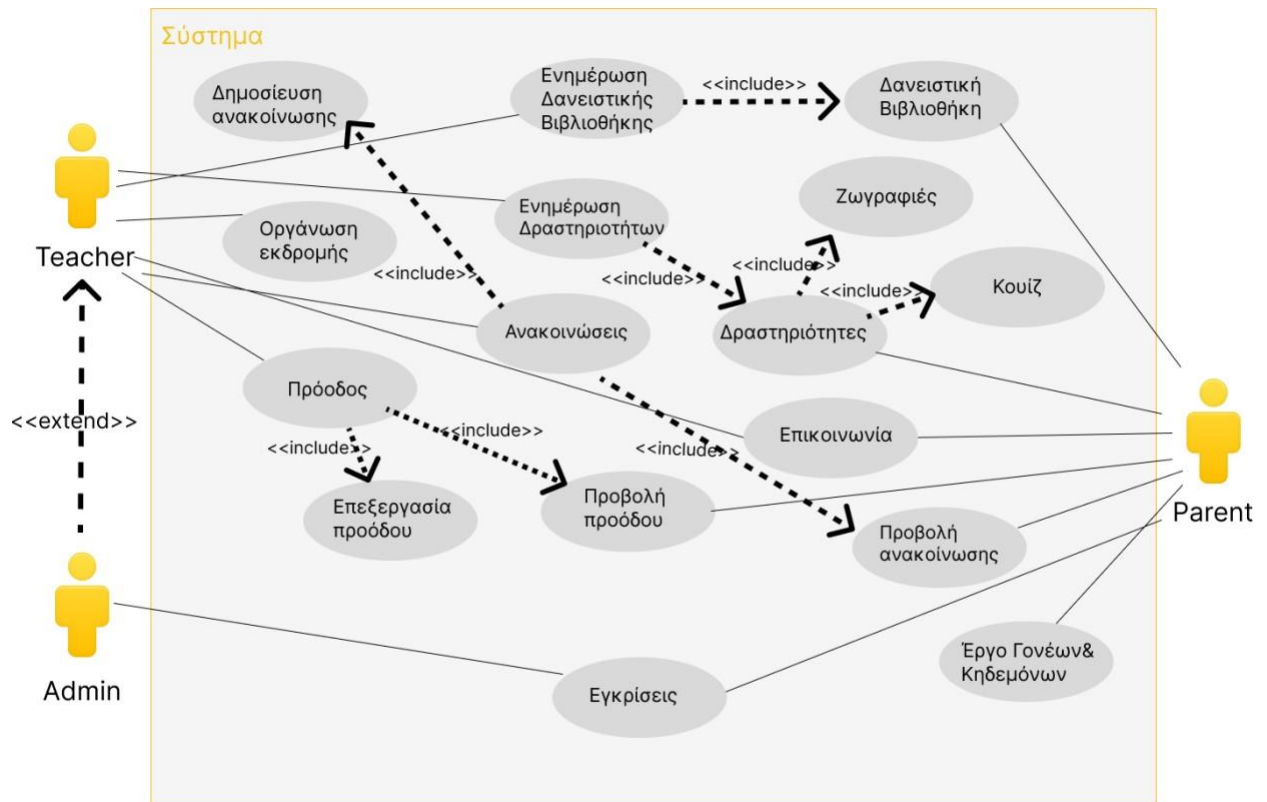 Σύστημα
Δημοσίευση
ανακοίνωσης
Ενημέρωση
Δανειστικής
Βιβλιοθήκης
<<include>>
Δανειστική
Βιβλιοθήκη
Ζωγραφιές
Ενημέρωση
Δραστηριοτήτων
Οργάνωση
εκδρομής
Teacher
<<include>>
<<include>>
<<include>>
<<include>>
Κουίζ
Ανακοινώσεις
Δραστηριότητες
Πρόοδος
<<extend>>
<<include>>
<<include>>
<<include>>
Επικοινωνία
Επεξεργασία
προόδου
Προβολή
προόδου
Parent
Προβολή
ανακοίνωσης
Έργο Γονέων&
Κηδεμόνων
Admin
Εγκρίσεις